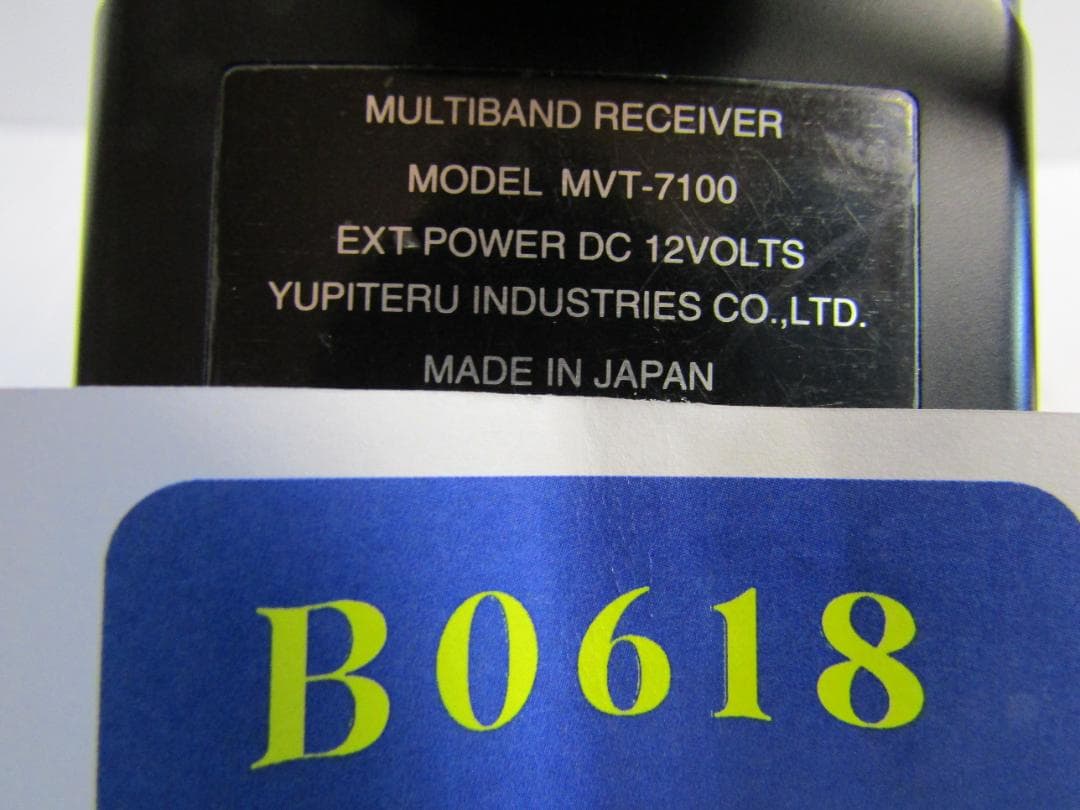 MULTIBAND RECEIVER
MODEL MVT-7100
EXT POWER DC 12VOLTS
YUPITERU INDUSTRIES CO.,LTD.
MADE IN JAPAN
B0618